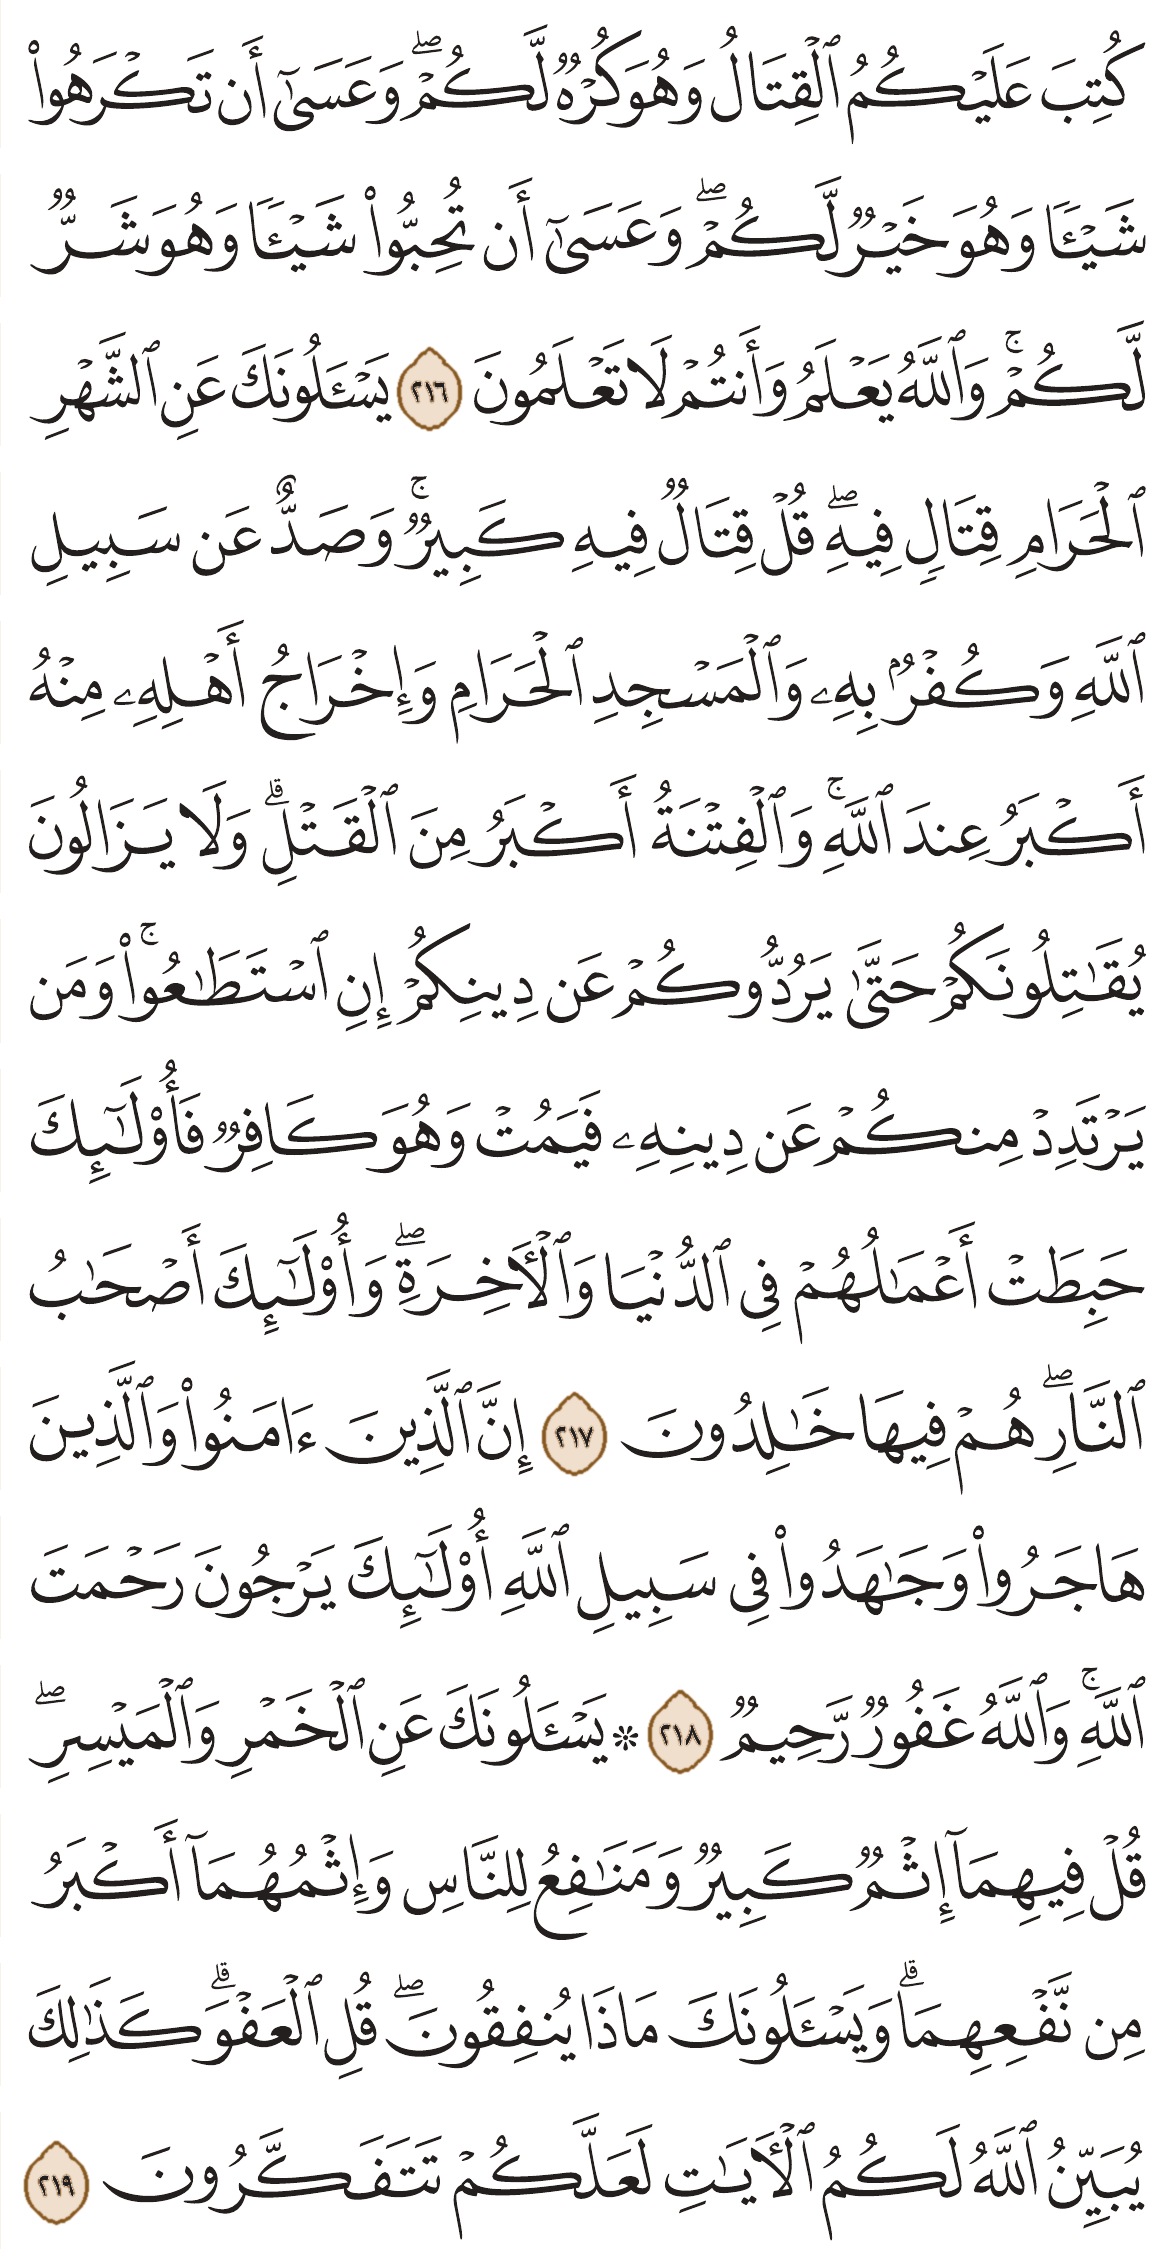 كُتِبَ عَلَيْكُمُ ٱلْقِتَالُ وَهُوَ كُرْهٌ لَّكُمْ ۖ وَعَسَىٰٓ أَن تَكْرَهُوا۟
شَيْـًٔا وَهُوَ خَيْرٌ لَّكُمْ ۖ وَعَسَىٰٓ أَن تُحِبُّوا۟ شَيْـًٔا وَهُوَ شَرٌّ
لَّكُمْ ۚ وَٱللَّهُ يَعْلَمُ وَأَنتُمْ لَا تَعْلَمُونَ ٢١٦ يَسْـَٔلُونَكَ عَنِ ٱلشَّهْرِ
ٱلْحَرَامِ قِتَالٍ فِيهِ ۖ قُلْ قِتَالٌ فِيهِ كَبِيرٌ ۚ وَصَدٌّ عَن سَبِيلِ
ٱللَّهِ وَكُفْرٌۢ بِهِۦ وَٱلْمَسْجِدِ ٱلْحَرَامِ وَإِخْرَاجُ أَهْلِهِۦ مِنْهُ
أَكْبَرُ عِندَ ٱللَّهِ ۚ وَٱلْفِتْنَةُ أَكْبَرُ مِنَ ٱلْقَتْلِ ۗ وَلَا يَزَالُونَ
يُقَـٰتِلُونَكُمْ حَتَّىٰ يَرُدُّوكُمْ عَن دِينِكُمْ إِنِ ٱسْتَطَـٰعُوا۟ ۚ وَمَن
يَرْتَدِدْ مِنكُمْ عَن دِينِهِۦ فَيَمُتْ وَهُوَ كَافِرٌ فَأُو۟لَـٰٓئِكَ
حَبِطَتْ أَعْمَـٰلُهُمْ فِى ٱلدُّنْيَا وَٱلْـَٔاخِرَةِ ۖ وَأُو۟لَـٰٓئِكَ أَصْحَـٰبُ
ٱلنَّارِ ۖ هُمْ فِيهَا خَـٰلِدُونَ ٢١٧ إِنَّ ٱلَّذِينَ ءَامَنُوا۟ وَٱلَّذِينَ
هَاجَرُوا۟ وَجَـٰهَدُوا۟ فِى سَبِيلِ ٱللَّهِ أُو۟لَـٰٓئِكَ يَرْجُونَ رَحْمَتَ
ٱللَّهِ ۚ وَٱللَّهُ غَفُورٌ رَّحِيمٌ ٢١٨ * يَسْـَٔلُونَكَ عَنِ ٱلْخَمْرِ وَٱلْمَيْسِرِ ۖ
قُلْ فِيهِمَآ إِثْمٌ كَبِيرٌ وَمَنَـٰفِعُ لِلنَّاسِ وَإِثْمُهُمَآ أَكْبَرُ
مِن نَّفْعِهِمَا ۗ وَيَسْـَٔلُونَكَ مَاذَا يُنفِقُونَ ۖ قُلِ ٱلْعَفْوَ ۗ كَذَٰلِكَ
يُبَيِّنُ ٱللَّهُ لَكُمُ ٱلْـَٔايَـٰتِ لَعَلَّكُمْ تَتَفَكَّرُونَ ٢١٩